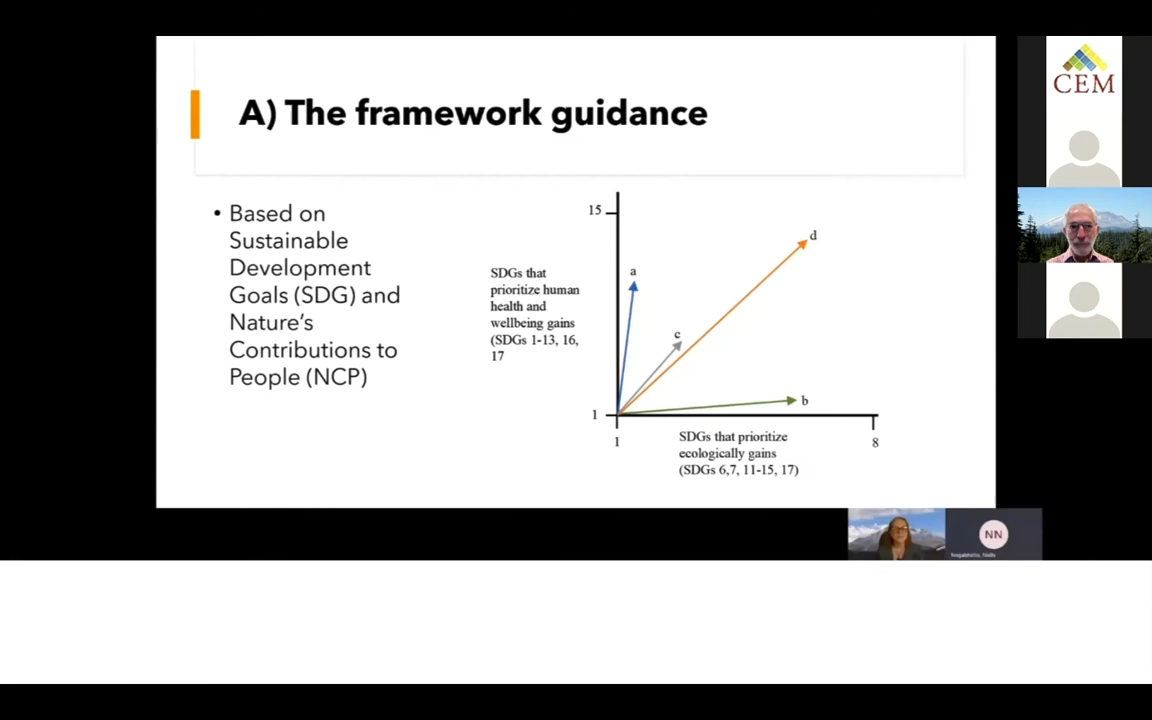 A) The framework guidance
• Based on
Sustainable
Development
Goals (SDG) and
Nature's
Contributions to
People (NCP)
15
SDGs that
prioritize human
health and
wellbeing gains
(SDGs 1-13, 16,
17
a
d
c
b
1
1
8
SDGs that prioritize
ecologically gains
(SDGs 6,7, 11-15, 17)
CEM
NN